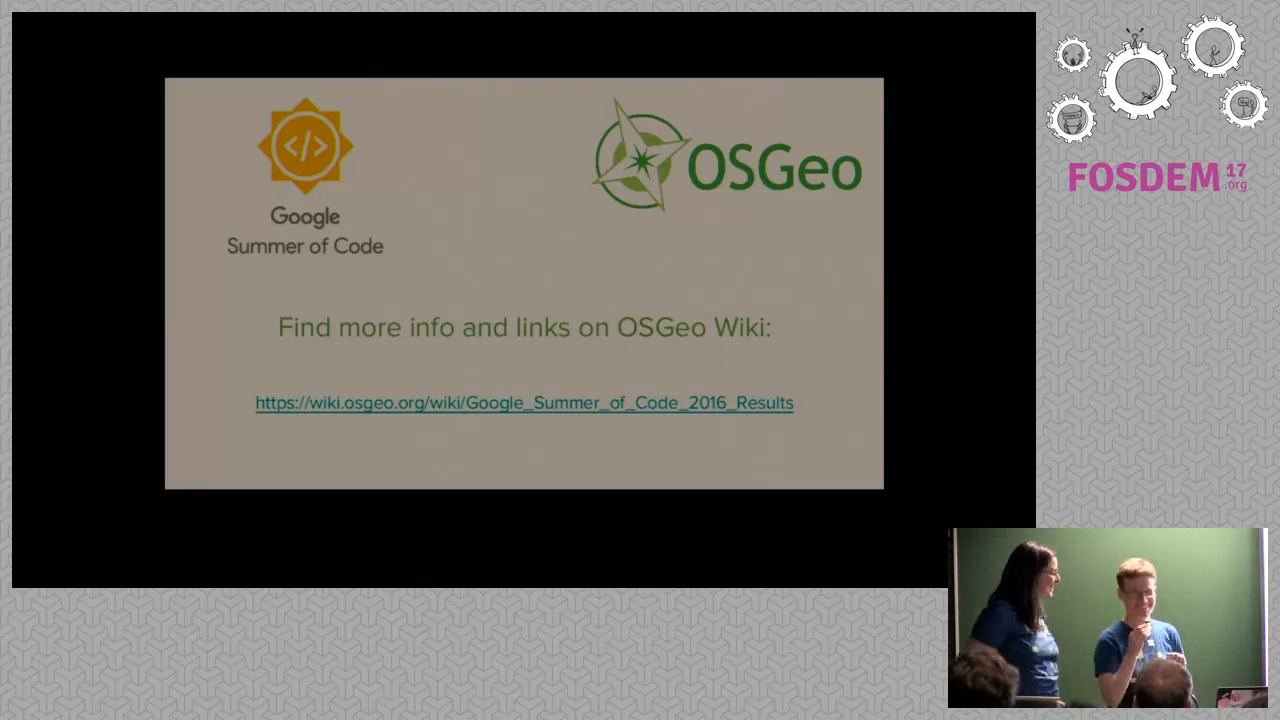 </>
Google
Summer of Code
OSGeo
Find more info and links on OSGeo Wiki:
https://wiki.osgeo.org/wiki/Google_Summer_of_Code_2016_Results
FOSDEM 17
.org